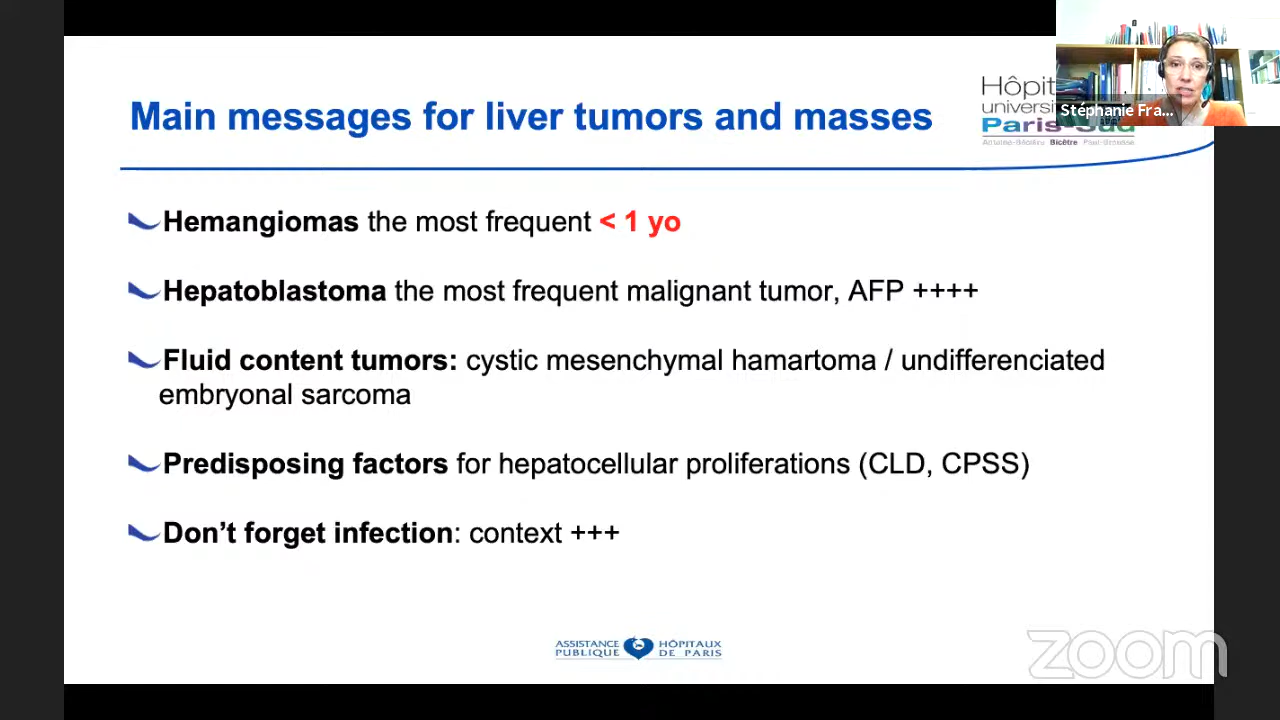 Main messages for liver tumors and masses
Hôpit
universi
Paris-Sud
Bicêtre
Stéphanie Fra...
Hemangiomas the most frequent < 1 yo
Hepatoblastoma the most frequent malignant tumor, AFP ++++
Fluid content tumors: cystic mesenchymal hamartoma / undifferenciated
embryonal sarcoma
Predisposing factors for hepatocellular proliferations (CLD, CPSS)
Don't forget infection: context +++
ASSISTANCE HÔPITAUX
PUBLIQUE DE PARIS
zoom